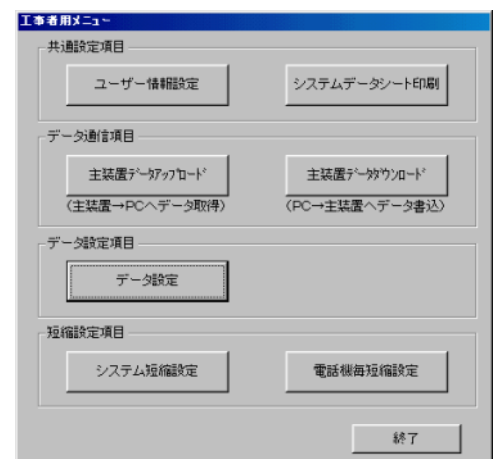 工事者用ﾒﾆｭｰ
共通設定項目
ユーザー情報設定
システムデータシート印刷
データ通信項目
主装置ﾃﾞｰﾀｱｯﾌﾟﾛｰﾄﾞ
主装置ﾃﾞｰﾀﾀﾞｳﾝﾛｰﾄﾞ
(主装置→PCへデータ取得)
(PC→主装置へデータ書込)
データ設定項目
データ設定
短縮設定項目
システム短縮設定
電話機毎短縮設定
終了